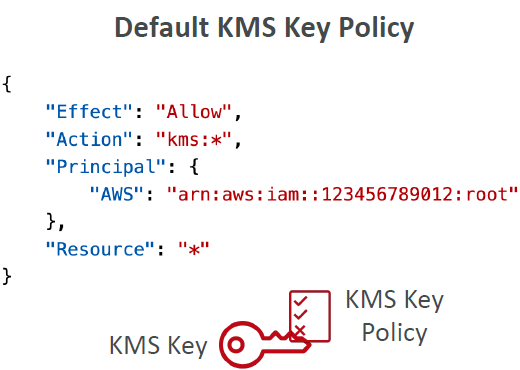 Default KMS Key Policy
{
    "Effect": "Allow",
    "Action": "kms:*",
    "Principal": {
        "AWS": "arn:aws:iam::123456789012:root"
    },
    "Resource": "*"
}
KMS Key
KMS Key
Policy